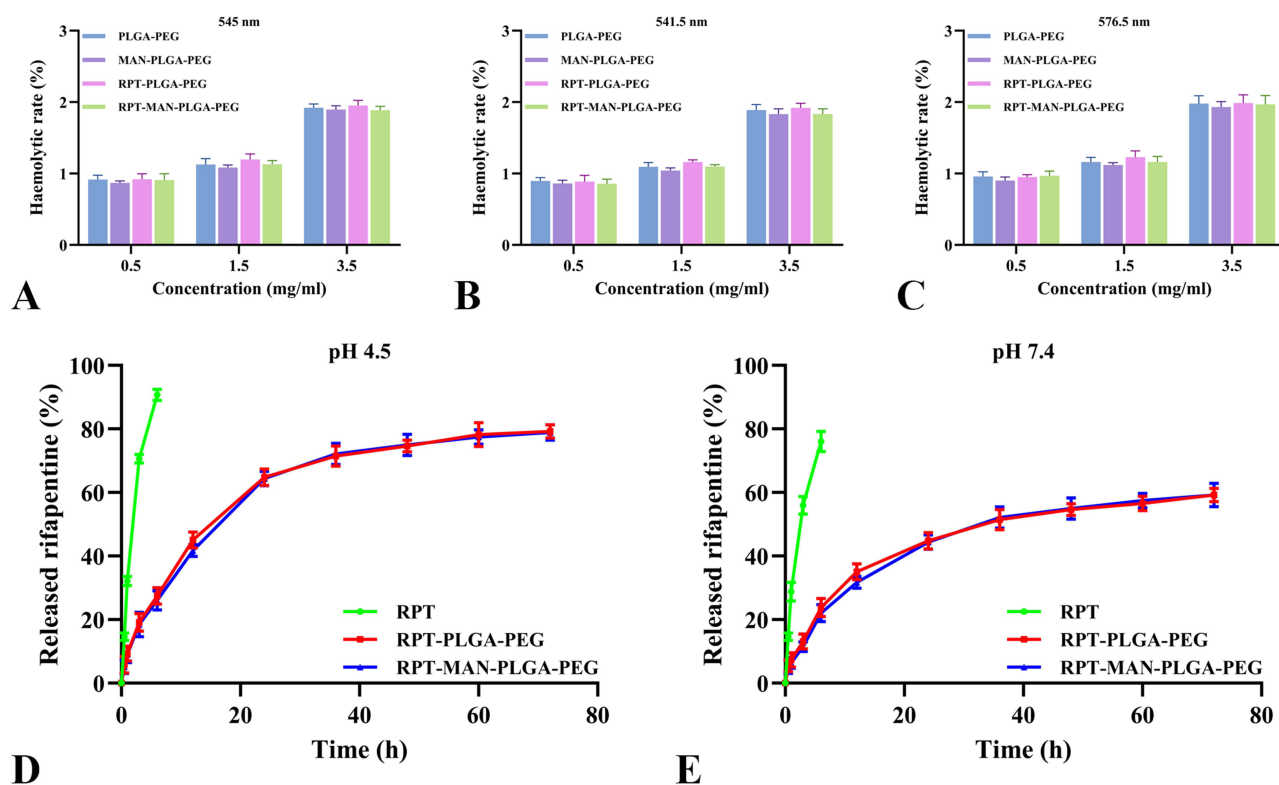 545 nm
3
PLGA-PEG
MAN-PLGA-PEG
RPT-PLGA-PEG
RPT-MAN-PLGA-PEG
2
1
0
Haemolytic rate (%)
0.5 1.5 3.5
Concentration (mg/ml)
A
541.5 nm
3
PLGA-PEG
MAN-PLGA-PEG
RPT-PLGA-PEG
RPT-MAN-PLGA-PEG
2
1
0
Haemolytic rate (%)
0.5 1.5 3.5
Concentration (mg/ml)
B
576.5 nm
3
PLGA-PEG
MAN-PLGA-PEG
RPT-PLGA-PEG
RPT-MAN-PLGA-PEG
2
1
0
Haemolytic rate (%)
0.5 1.5 3.5
Concentration (mg/ml)
C
pH 4.5
100
80
60
40
20
0
Released rifapentine (%)
RPT
RPT-PLGA-PEG
RPT-MAN-PLGA-PEG
0 20 40 60 80
Time (h)
D
pH 7.4
100
80
60
40
20
0
Released rifapentine (%)
RPT
RPT-PLGA-PEG
RPT-MAN-PLGA-PEG
0 20 40 60 80
Time (h)
E